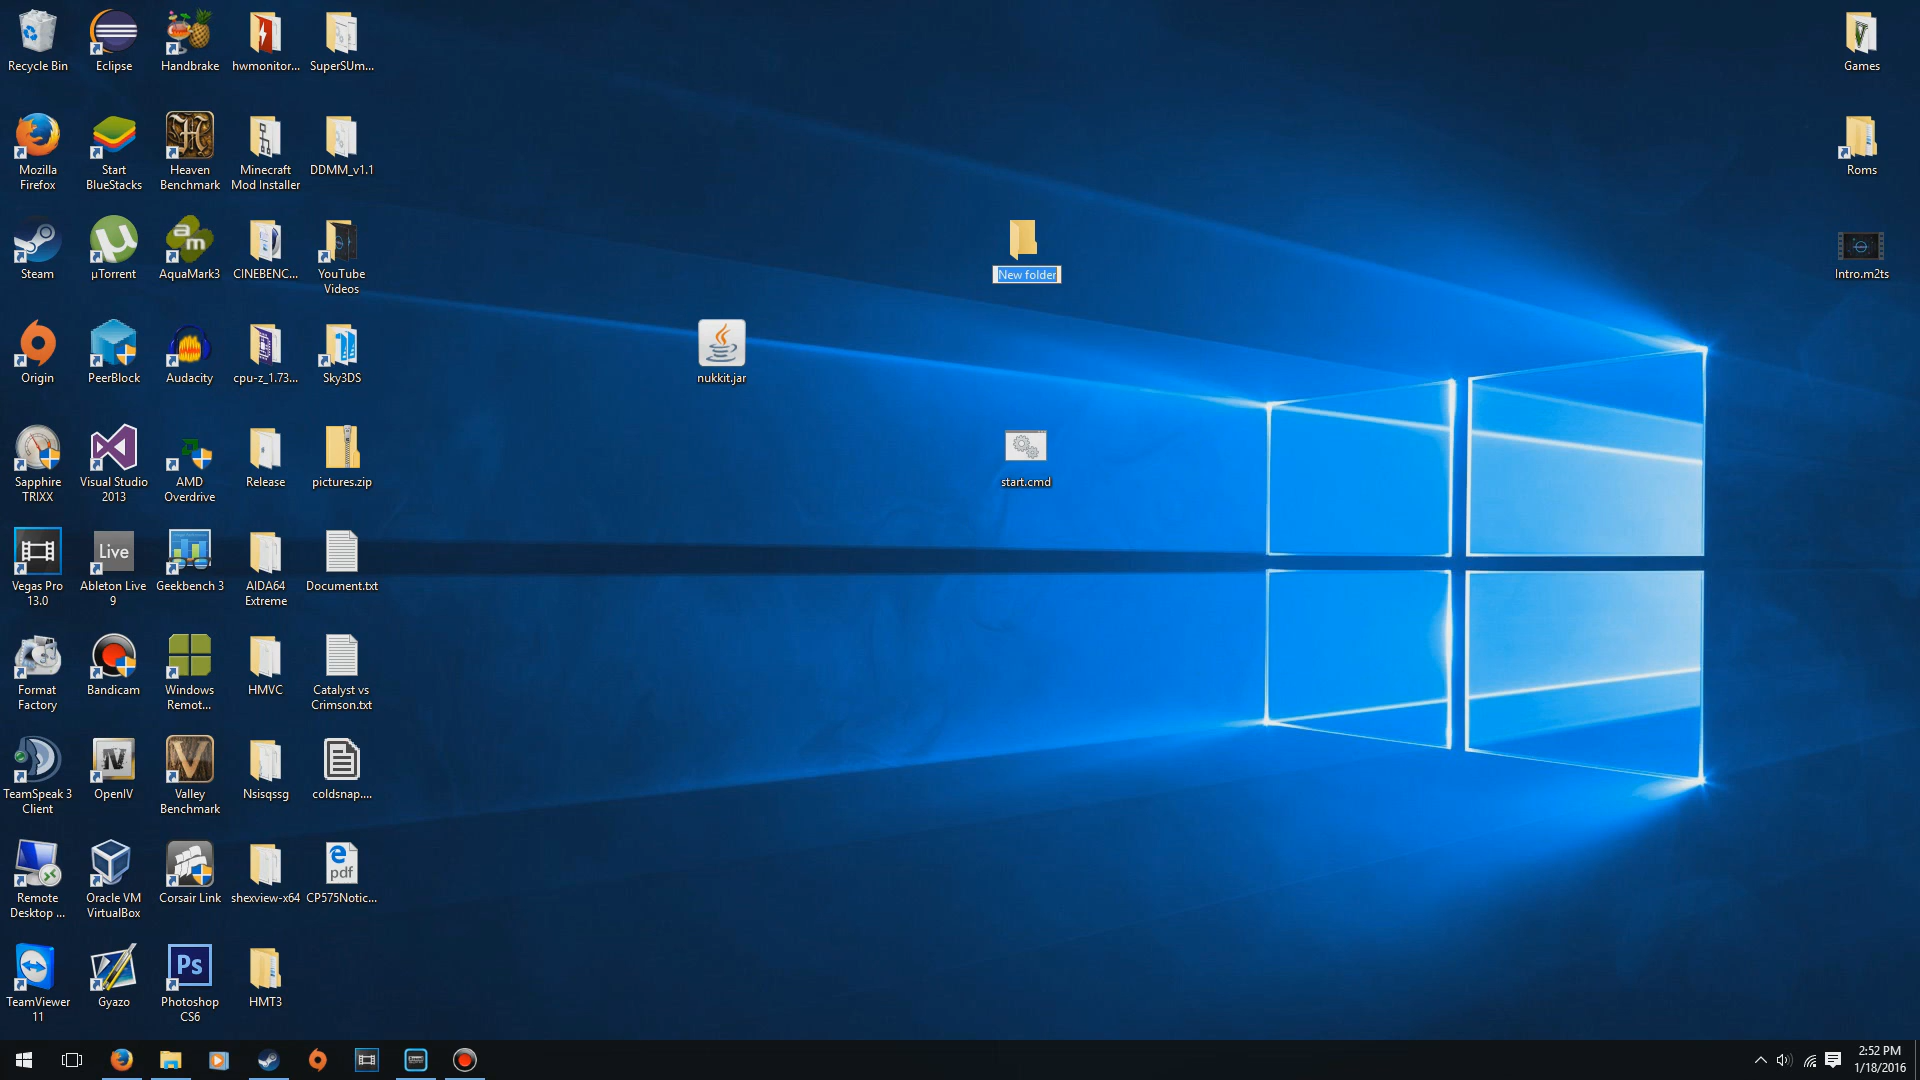 Recycle Bin
Eclipse
Handbrake
hwmonitor...
SuperSUm...
Games
Mozilla
Firefox
Start
BlueStacks
Heaven
Benchmark
Minecraft
Mod Installer
DDMM_v1.1
Roms
Steam
µTorrent
AquaMark3
CINEBENC...
YouTube
Videos
New folder
Intro.m2ts
Origin
PeerBlock
Audacity
cpu-z_1.73...
Sky3DS
nukkit.jar
Sapphire
TRIXX
Visual Studio
2013
AMD
Overdrive
Release
pictures.zip
start.cmd
Vegas Pro
13.0
Live
Ableton Live
9
Geekbench 3
AIDA64
Extreme
Document.txt
Format
Factory
Bandicam
Windows
Remot...
HMVC
Catalyst vs
Crimson.txt
TeamSpeak 3
Client
OpenIV
Valley
Benchmark
Nsisqssg
coldsnap....
Remote
Desktop ...
Oracle VM
VirtualBox
Corsair Link
shexview-x64
pdf
CP575Notic...
TeamViewer
11
Gyazo
Ps
Photoshop
CS6
HMT3
2:52 PM
1/18/2016